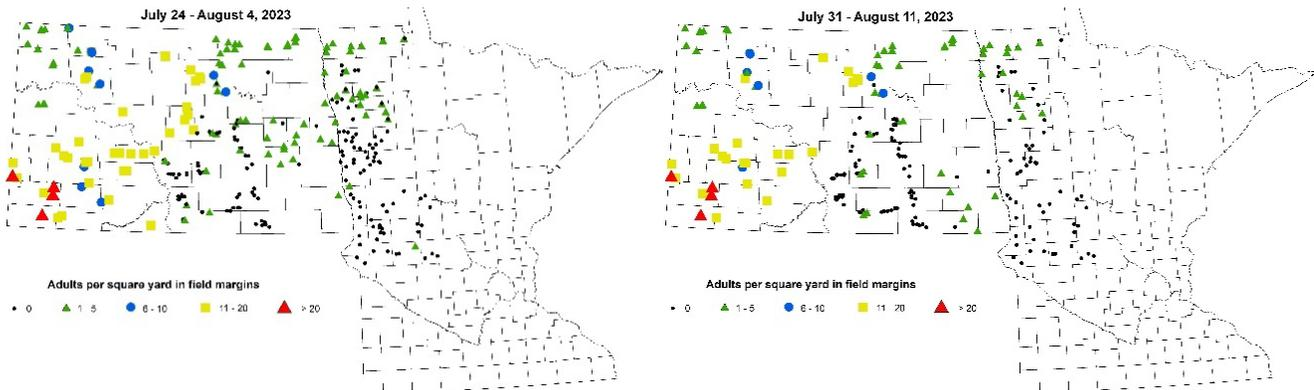 July 24 - August 4, 2023
Adults per square yard in field margins
0 1 - 5 6 - 10 11 - 20 > 20
July 31 - August 11, 2023
Adults per square yard in field margins
0 1 - 5 6 - 10 11 20 > 20